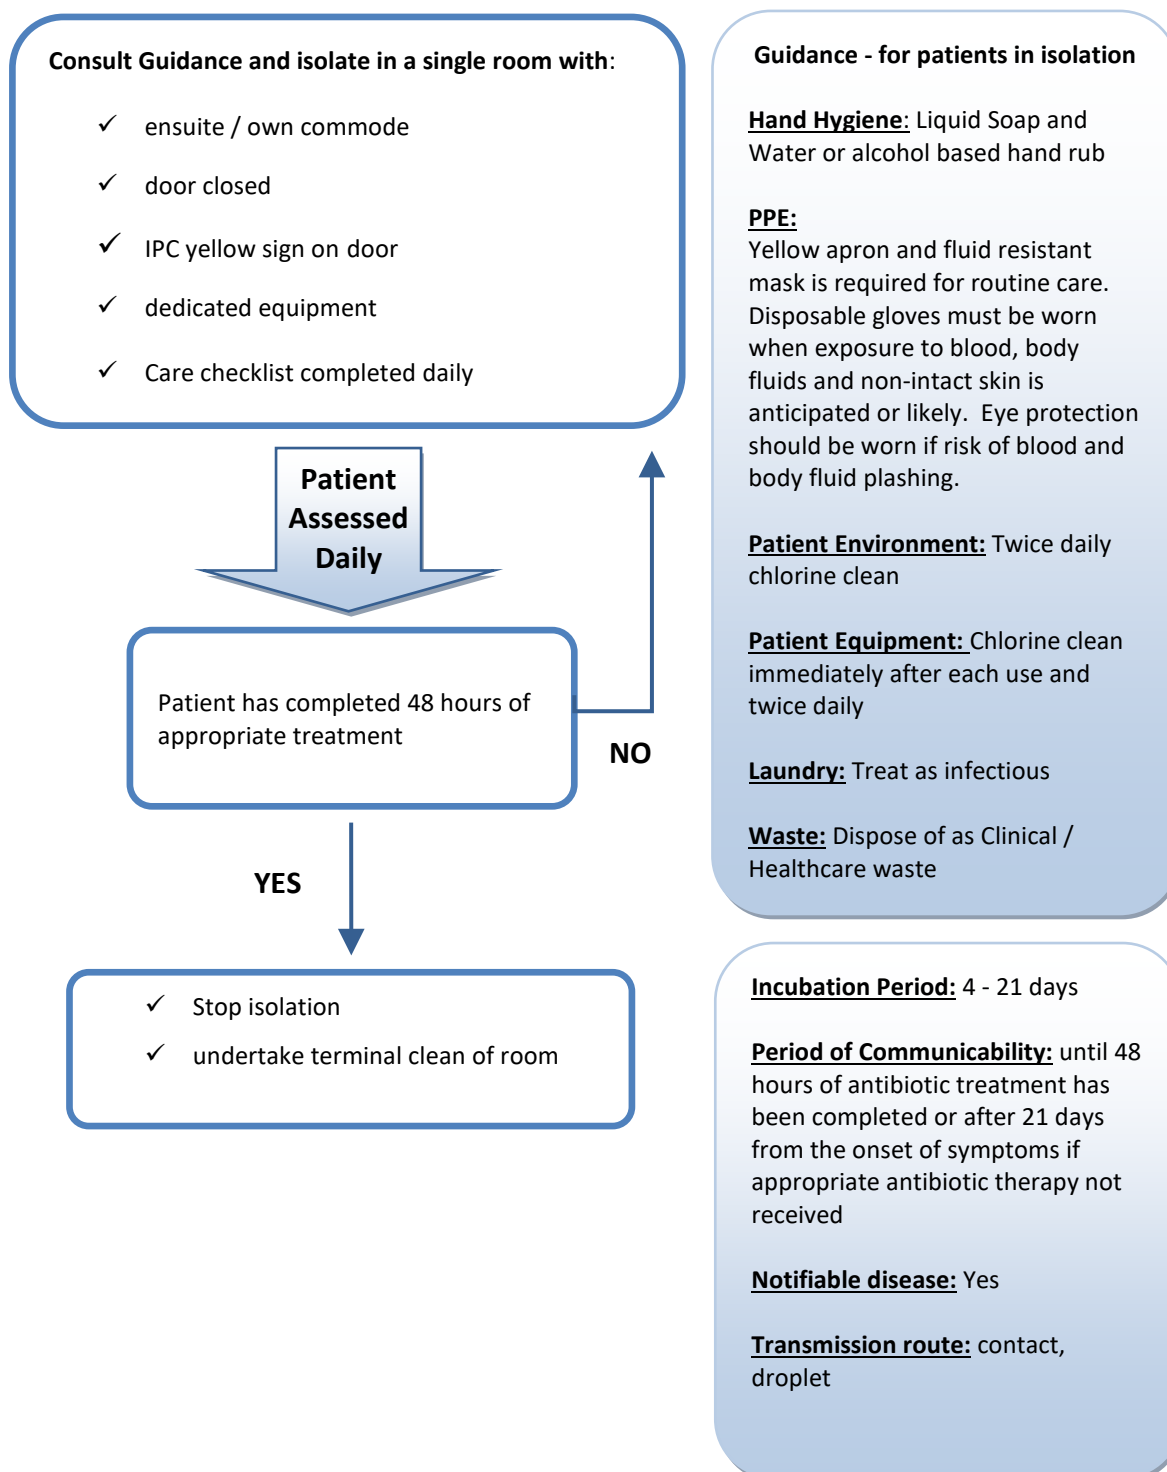 Consult Guidance and isolate in a single room with:
✓ ensuite / own commode
✓ door closed
✓ IPC yellow sign on door
✓ dedicated equipment
✓ Care checklist completed daily
Patient
Assessed
Daily
Patient has completed 48 hours of
appropriate treatment
NO
YES
✓ Stop isolation
✓ undertake terminal clean of room
Guidance - for patients in isolation
Hand Hygiene: Liquid Soap and
Water or alcohol based hand rub
PPE:
Yellow apron and fluid resistant
mask is required for routine care.
Disposable gloves must be worn
when exposure to blood, body
fluids and non-intact skin is
anticipated or likely.  Eye protection
should be worn if risk of blood and
body fluid plashing.
Patient Environment: Twice daily
chlorine clean
Patient Equipment: Chlorine clean
immediately after each use and
twice daily
Laundry: Treat as infectious
Waste: Dispose of as Clinical /
Healthcare waste
Incubation Period: 4 - 21 days
Period of Communicability: until 48
hours of antibiotic treatment has
been completed or after 21 days
from the onset of symptoms if
appropriate antibiotic therapy not
received
Notifiable disease: Yes
Transmission route: contact,
droplet